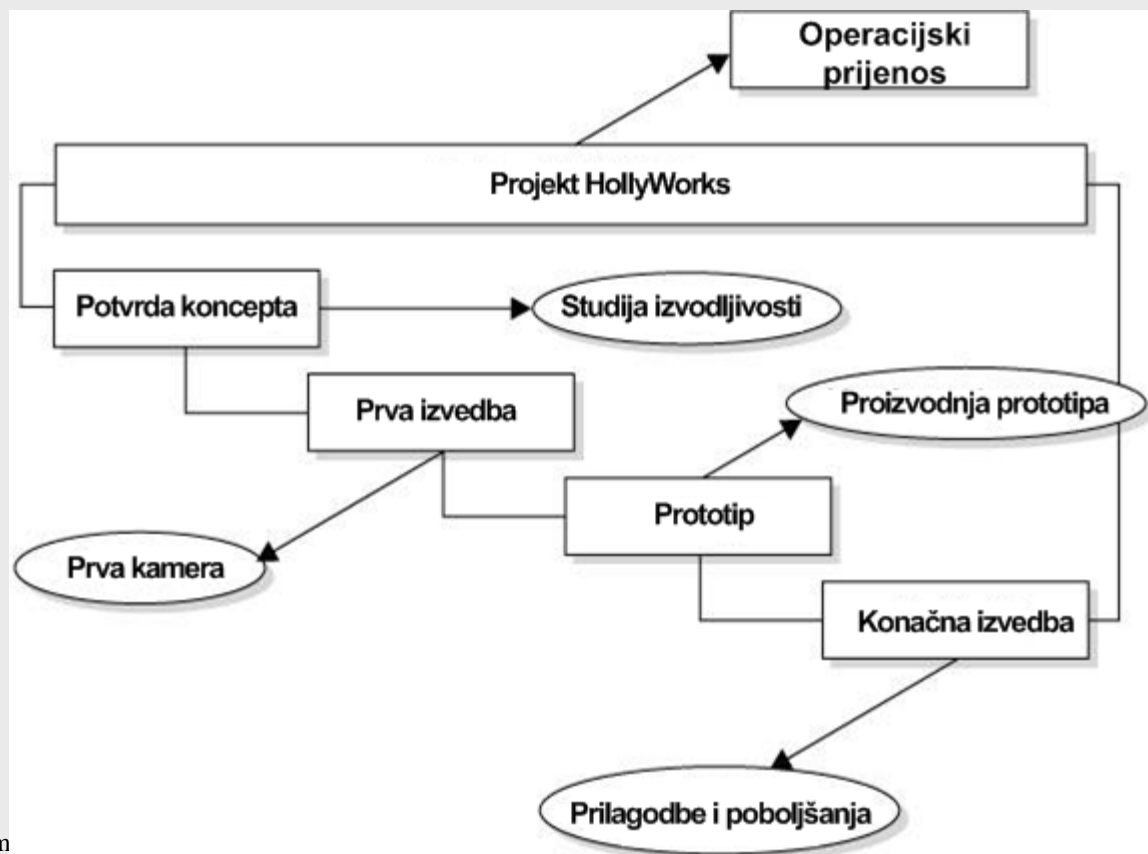 Operacijski
prijenos
Projekt HollyWorks
Potvrda koncepta
Studija izvodljivosti
Prva izvedba
Proizvodnja prototipa
Prototip
Prva kamera
Konačna izvedba
Prilagodbe i poboljšanja